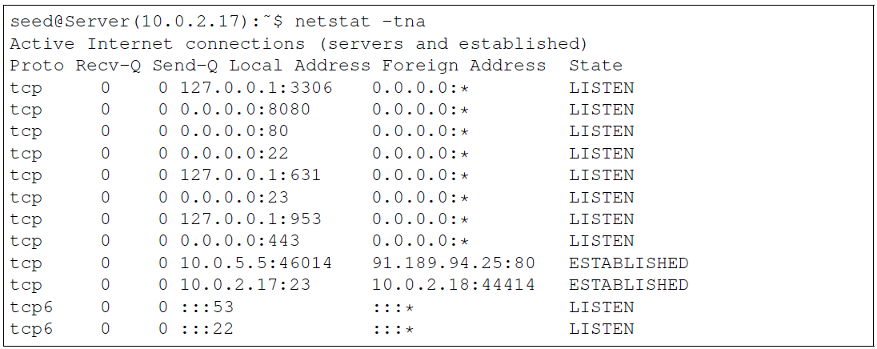 seed@Server(10.0.2.17):~$ netstat -tna
Active Internet connections (servers and established)
Proto Recv-Q Send-Q Local Address Foreign Address State
tcp 0 0 127.0.0.1:3306 0.0.0.0:* LISTEN
tcp 0 0 0.0.0.0:8080 0.0.0.0:* LISTEN
tcp 0 0 0.0.0.0:80 0.0.0.0:* LISTEN
tcp 0 0 0.0.0.0:22 0.0.0.0:* LISTEN
tcp 0 0 127.0.0.1:631 0.0.0.0:* LISTEN
tcp 0 0 0.0.0.0:23 0.0.0.0:* LISTEN
tcp 0 0 127.0.0.1:953 0.0.0.0:* LISTEN
tcp 0 0 0.0.0.0:443 0.0.0.0:* LISTEN
tcp 0 0 10.0.5.5:46014 91.189.94.25:80 ESTABLISHED
tcp 0 0 10.0.2.17:23 10.0.2.18:44414 ESTABLISHED
tcp6 0 0 :::53 :::* LISTEN
tcp6 0 0 :::22 :::* LISTEN